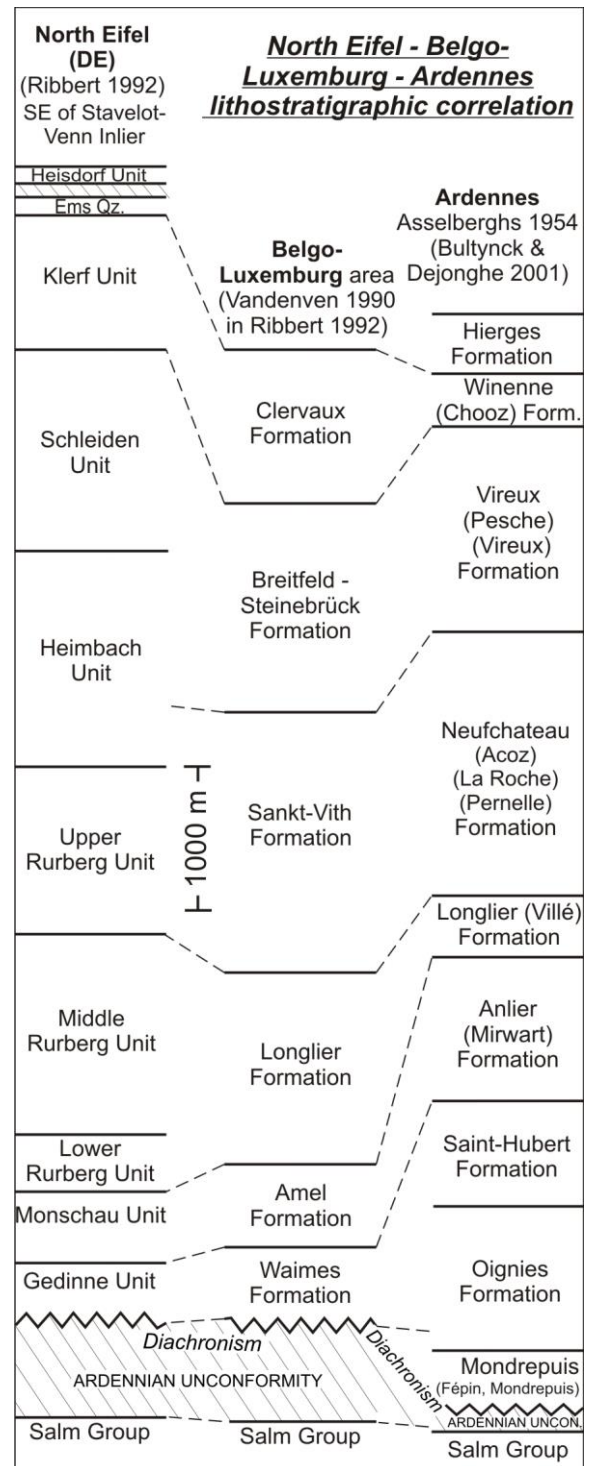 North Eifel
(DE)
(Ribbert 1992)
SE of Stavelot-
Venn Inlier
Heisdorf Unit
Ems Qz.
Klerf Unit
Schleiden
Unit
Heimbach
Unit
Upper
Rurberg Unit
Middle
Rurberg Unit
Lower
Rurberg Unit
Monschau Unit
Gedinne Unit
North Eifel - Belgo-
Luxemburg - Ardennes
lithostratigraphic correlation
Belgo-
Luxemburg area
(Vandenven 1990
in Ribbert 1992)
Clervaux
Formation
Breitfeld -
Steinebrück
Formation
1000 m
Sankt-Vith
Formation
Longlier
Formation
Amel
Formation
Waimes
Formation
Ardennes
Asselberghs 1954
(Bultynck &
Dejonghe 2001)
Hierges
Formation
Winenne
(Chooz) Form.
Vireux
(Pesche)
(Vireux)
Formation
Neufchateau
(Acoz)
(La Roche)
(Pernelle)
Formation
Longlier (Villé)
Formation
Anlier
(Mirwart)
Formation
Saint-Hubert
Formation
Oignies
Formation
Mondrepuis
(Fépin, Mondrepuis)
Diachronism
Diachronism
ARDENNIAN UNCONFORMITY
ARDENNIAN UNCON.
Salm Group
Salm Group
Salm Group